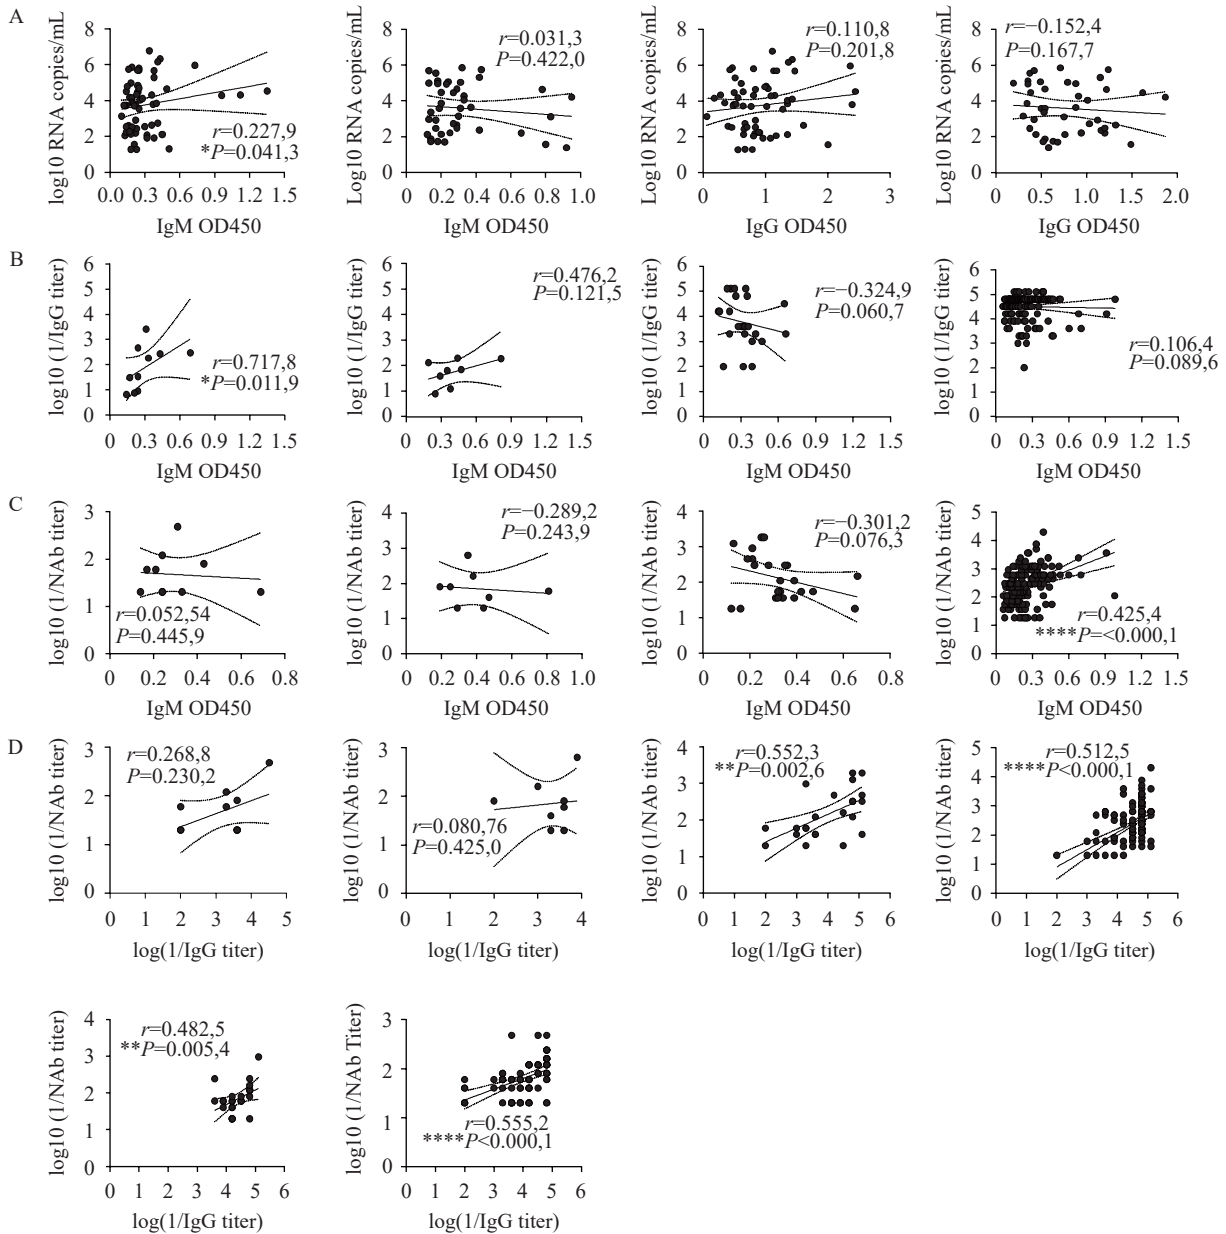 A
log10 RNA copies/mL
8
6
4
2
0
r=0.227,9
*P=0.041,3
0.0 0.3 0.6 0.9 1.2 1.5
IgM OD450
Log10 RNA copies/mL
8
6
4
2
0
r=0.031,3
P=0.422,0
0 0.2 0.4 0.6 0.8 1.0
IgM OD450
Log10 RNA copies/mL
8
6
4
2
0
r=0.110,8
P=0.201,8
0 1 2 3
IgG OD450
Log10 RNA copies/mL
8
6
4
2
0
r=−0.152,4
P=0.167,7
0 0.5 1.0 1.5 2.0
IgG OD450
B
log10 (1/IgG titer)
6
5
4
3
2
1
0
r=0.717,8
*P=0.011,9
0 0.3 0.6 0.9 1.2 1.5
IgM OD450
log10 (1/IgG titer)
6
5
4
3
2
1
0
r=0.476,2
P=0.121,5
0 0.3 0.6 0.9 1.2 1.5
IgM OD450
log10 (1/IgG titer)
6
5
4
3
2
1
0
r=−0.324,9
P=0.060,7
0 0.3 0.6 0.9 1.2 1.5
IgM OD450
log10 (1/IgG titer)
6
5
4
3
2
1
0
r=0.106,4
P=0.089,6
0 0.3 0.6 0.9 1.2 1.5
IgM OD450
C
log10 (1/NAb titer)
3
2
1
0
r=0.052,54
P=0.445,9
0 0.2 0.4 0.6 0.8
IgM OD450
log10 (1/NAb titer)
4
3
2
1
0
r=−0.289,2
P=0.243,9
0 0.2 0.4 0.6 0.8 1.0
IgM OD450
log10 (1/NAb titer)
4
3
2
1
0
r=−0.301,2
P=0.076,3
0 0.2 0.4 0.6 0.8
IgM OD450
log10 (1/NAb titer)
5
4
3
2
1
0
r=0.425,4
****P=<0.000,1
0 0.3 0.6 0.9 1.2 1.5
IgM OD450
D
log10 (1/NAb titer)
3
2
1
0
r=0.268,8
P=0.230,2
0 1 2 3 4 5
log(1/IgG titer)
log10 (1/NAb titer)
3
2
1
0
r=0.080,76
P=0.425,0
0 1 2 3 4
log(1/IgG titer)
log10 (1/NAb titer)
4
3
2
1
0
r=0.552,3
**P=0.002,6
0 1 2 3 4 5 6
log(1/IgG titer)
log10 (1/NAb titer)
5
4
3
2
1
0
r=0.512,5
****P<0.000,1
0 1 2 3 4 5 6
log(1/IgG titer)
log10 (1/NAb titer)
4
3
2
1
0
r=0.482,5
**P=0.005,4
0 1 2 3 4 5 6
log(1/IgG titer)
log10 (1/NAb Titer)
3
2
1
0
r=0.555,2
****P<0.000,1
0 1 2 3 4 5 6
log(1/IgG titer)